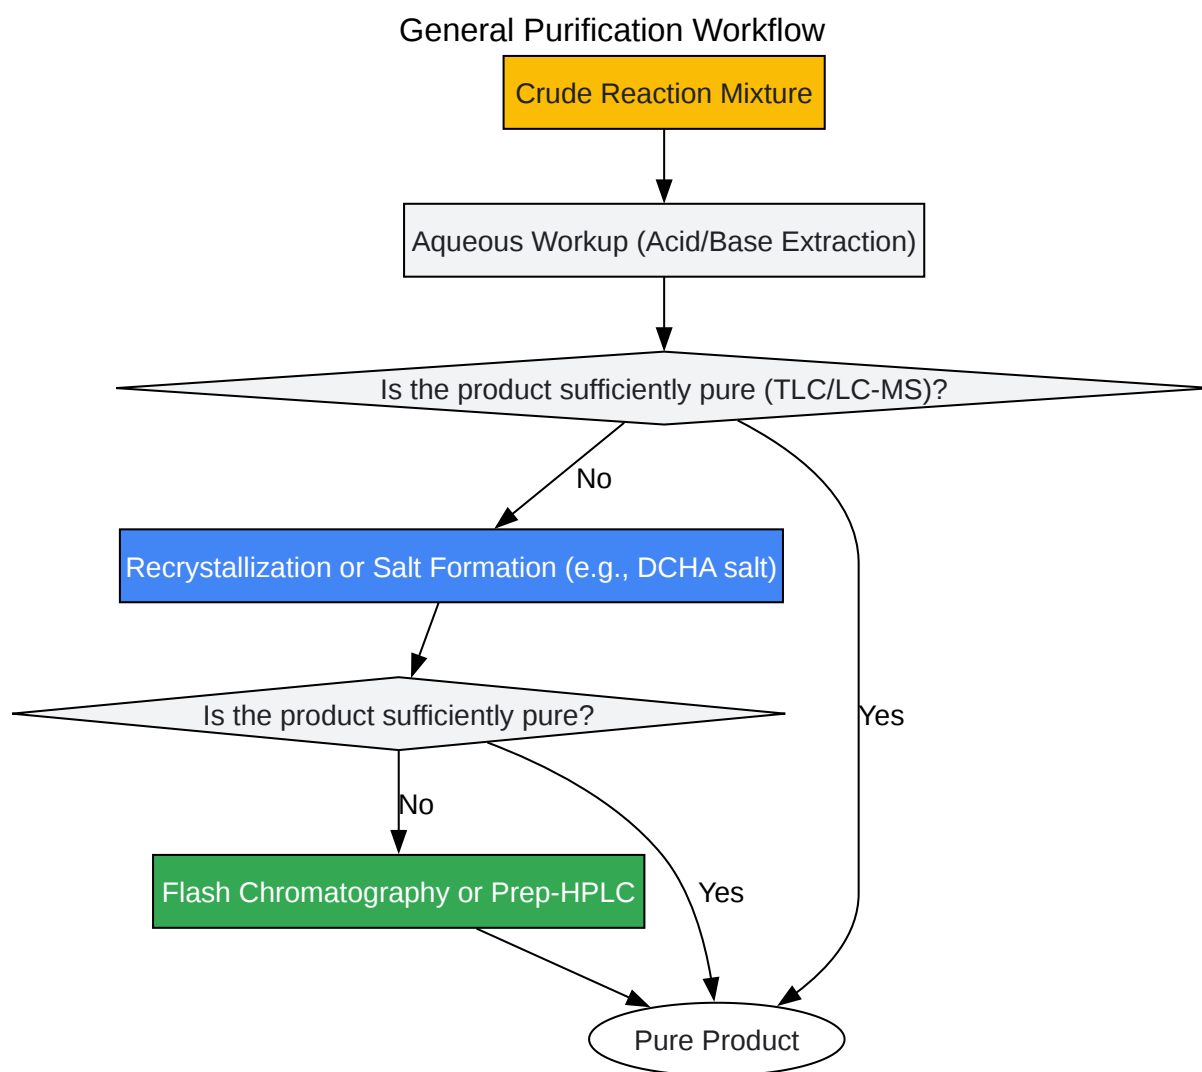 General Purification Workflow
Crude Reaction Mixture
Aqueous Workup (Acid/Base Extraction)
Is the product sufficiently pure (TLC/LC-MS)?
No
Recrystallization or Salt Formation (e.g., DCHA salt)
Is the product sufficiently pure?
Yes
No
Flash Chromatography or Prep-HPLC
Yes
Pure Product